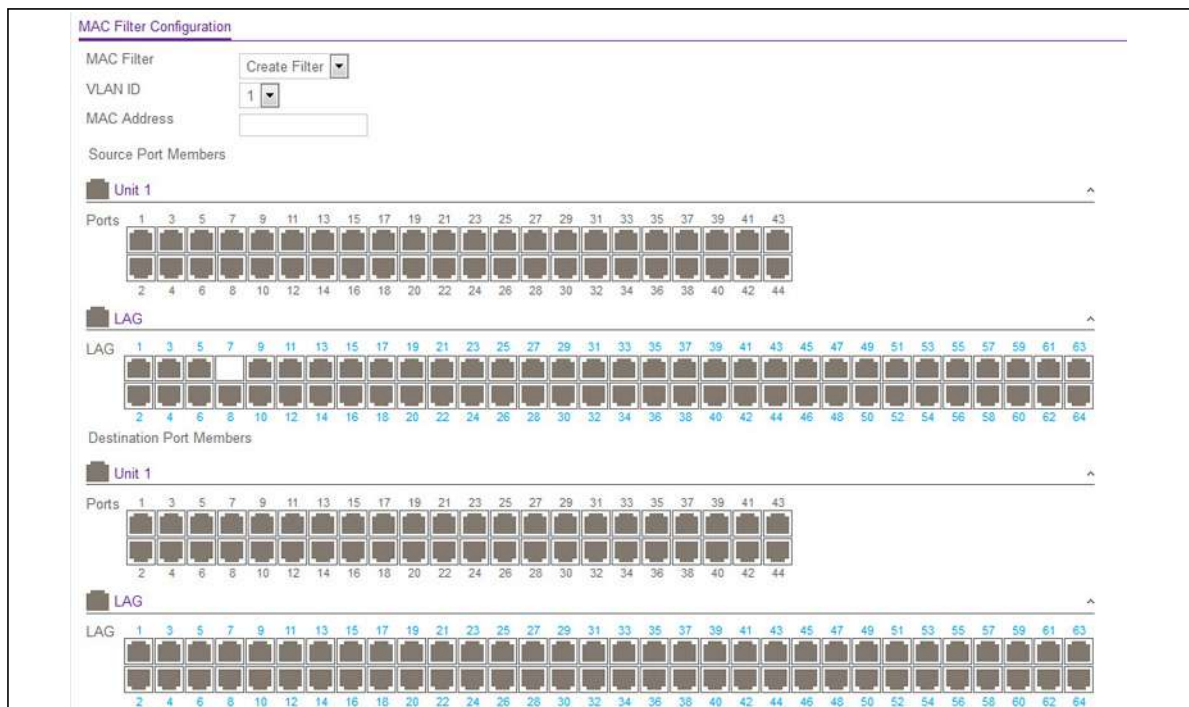 MAC Filter Configuration
MAC Filter Create Filter
VLAN ID 1
MAC Address
Source Port Members
Unit 1
Ports 1 3 5 7 9 11 13 15 17 19 21 23 25 27 29 31 33 35 37 39 41 43
2 4 6 8 10 12 14 16 18 20 22 24 26 28 30 32 34 36 38 40 42 44
LAG
LAG 1 3 5 7 9 11 13 15 17 19 21 23 25 27 29 31 33 35 37 39 41 43 45 47 49 51 53 55 57 59 61 63
2 4 6 8 10 12 14 16 18 20 22 24 26 28 30 32 34 36 38 40 42 44 46 48 50 52 54 56 58 60 62 64
Destination Port Members
Unit 1
Ports 1 3 5 7 9 11 13 15 17 19 21 23 25 27 29 31 33 35 37 39 41 43
2 4 6 8 10 12 14 16 18 20 22 24 26 28 30 32 34 36 38 40 42 44
LAG
LAG 1 3 5 7 9 11 13 15 17 19 21 23 25 27 29 31 33 35 37 39 41 43 45 47 49 51 53 55 57 59 61 63
2 4 6 8 10 12 14 16 18 20 22 24 26 28 30 32 34 36 38 40 42 44 46 48 50 52 54 56 58 60 62 64